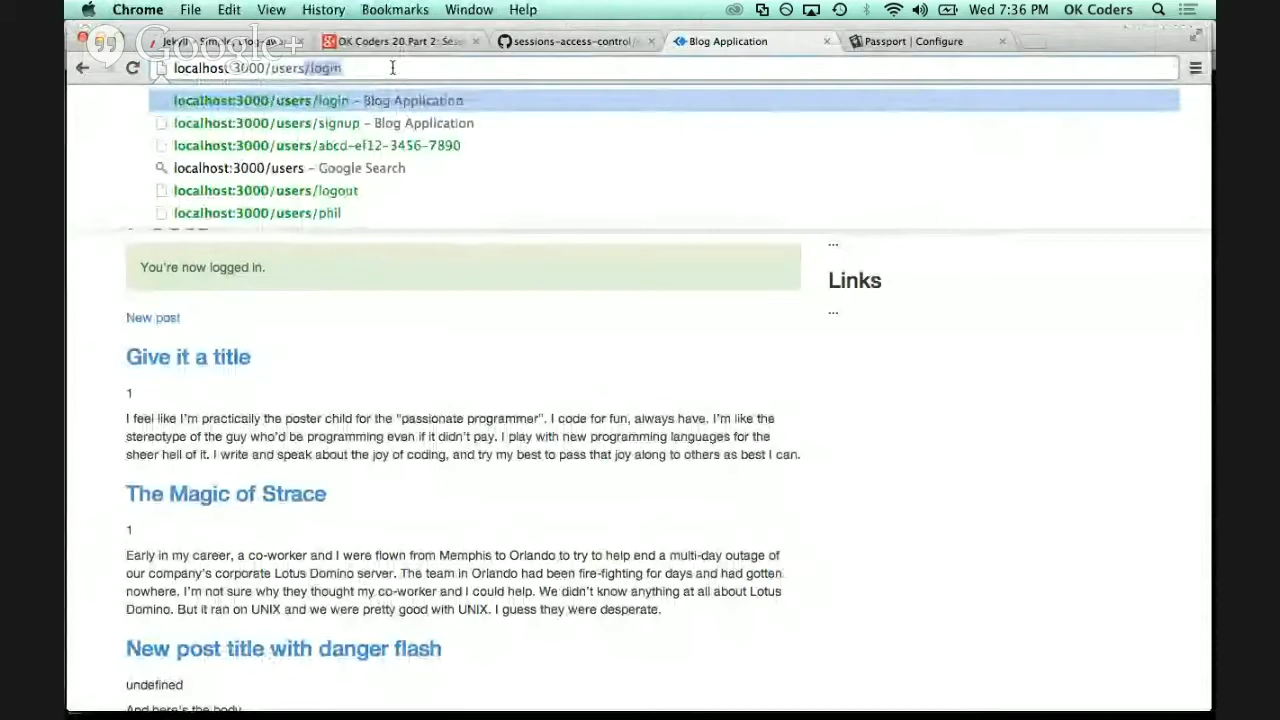 Chrome File Edit View History Bookmarks Window Help Wed 7:36 PM OK Coders
OK Coders 20 Part 2: Sess
sessions-access-control/
Blog Application
Passport | Configure
Google+
localhost:3000/users/login
localhost:3000/users/login – Blog Application
localhost:3000/users/signup – Blog Application
localhost:3000/users/abcd-ef12-3456-7890
localhost:3000/users – Google Search
localhost:3000/users/logout
localhost:3000/users/phil
...
You're now logged in.
Links
...
New post
Give it a title
1
I feel like I'm practically the poster child for the "passionate programmer". I code for fun, always have. I'm like the
stereotype of the guy who'd be programming even if it didn't pay. I play with new programming languages for the
sheer hell of it. I write and speak about the joy of coding, and try my best to pass that joy along to others as best I can.
The Magic of Strace
1
Early in my career, a co-worker and I were flown from Memphis to Orlando to try to help end a multi-day outage of
our company's corporate Lotus Domino server. The team in Orlando had been fire-fighting for days and had gotten
nowhere. I'm not sure why they thought my co-worker and I could help. We didn't know anything at all about Lotus
Domino. But it ran on UNIX and we were pretty good with UNIX. I guess they were desperate.
New post title with danger flash
undefined
And here's the body